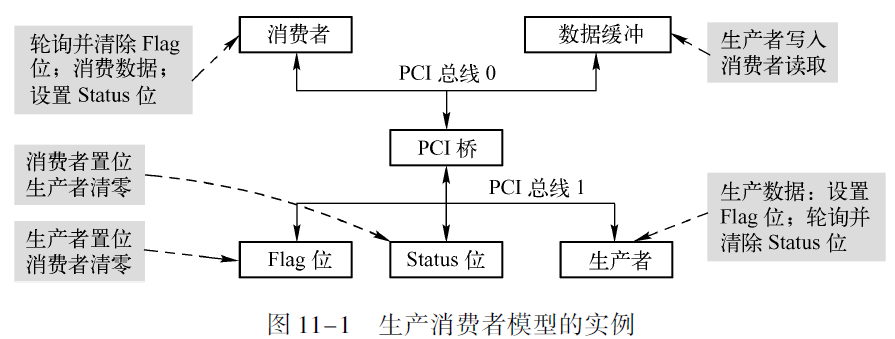 轮询并清除 Flag
位；消费数据；
设置 Status 位
消费者
数据缓冲
生产者写入
消费者读取
PCI 总线 0
PCI 桥
消费者置位
生产者清零
PCI 总线 1
生产数据：设置
Flag 位；轮询并
清除 Status 位
生产者置位
消费者清零
Flag 位
Status 位
生产者
图 11-1 生产消费者模型的实例